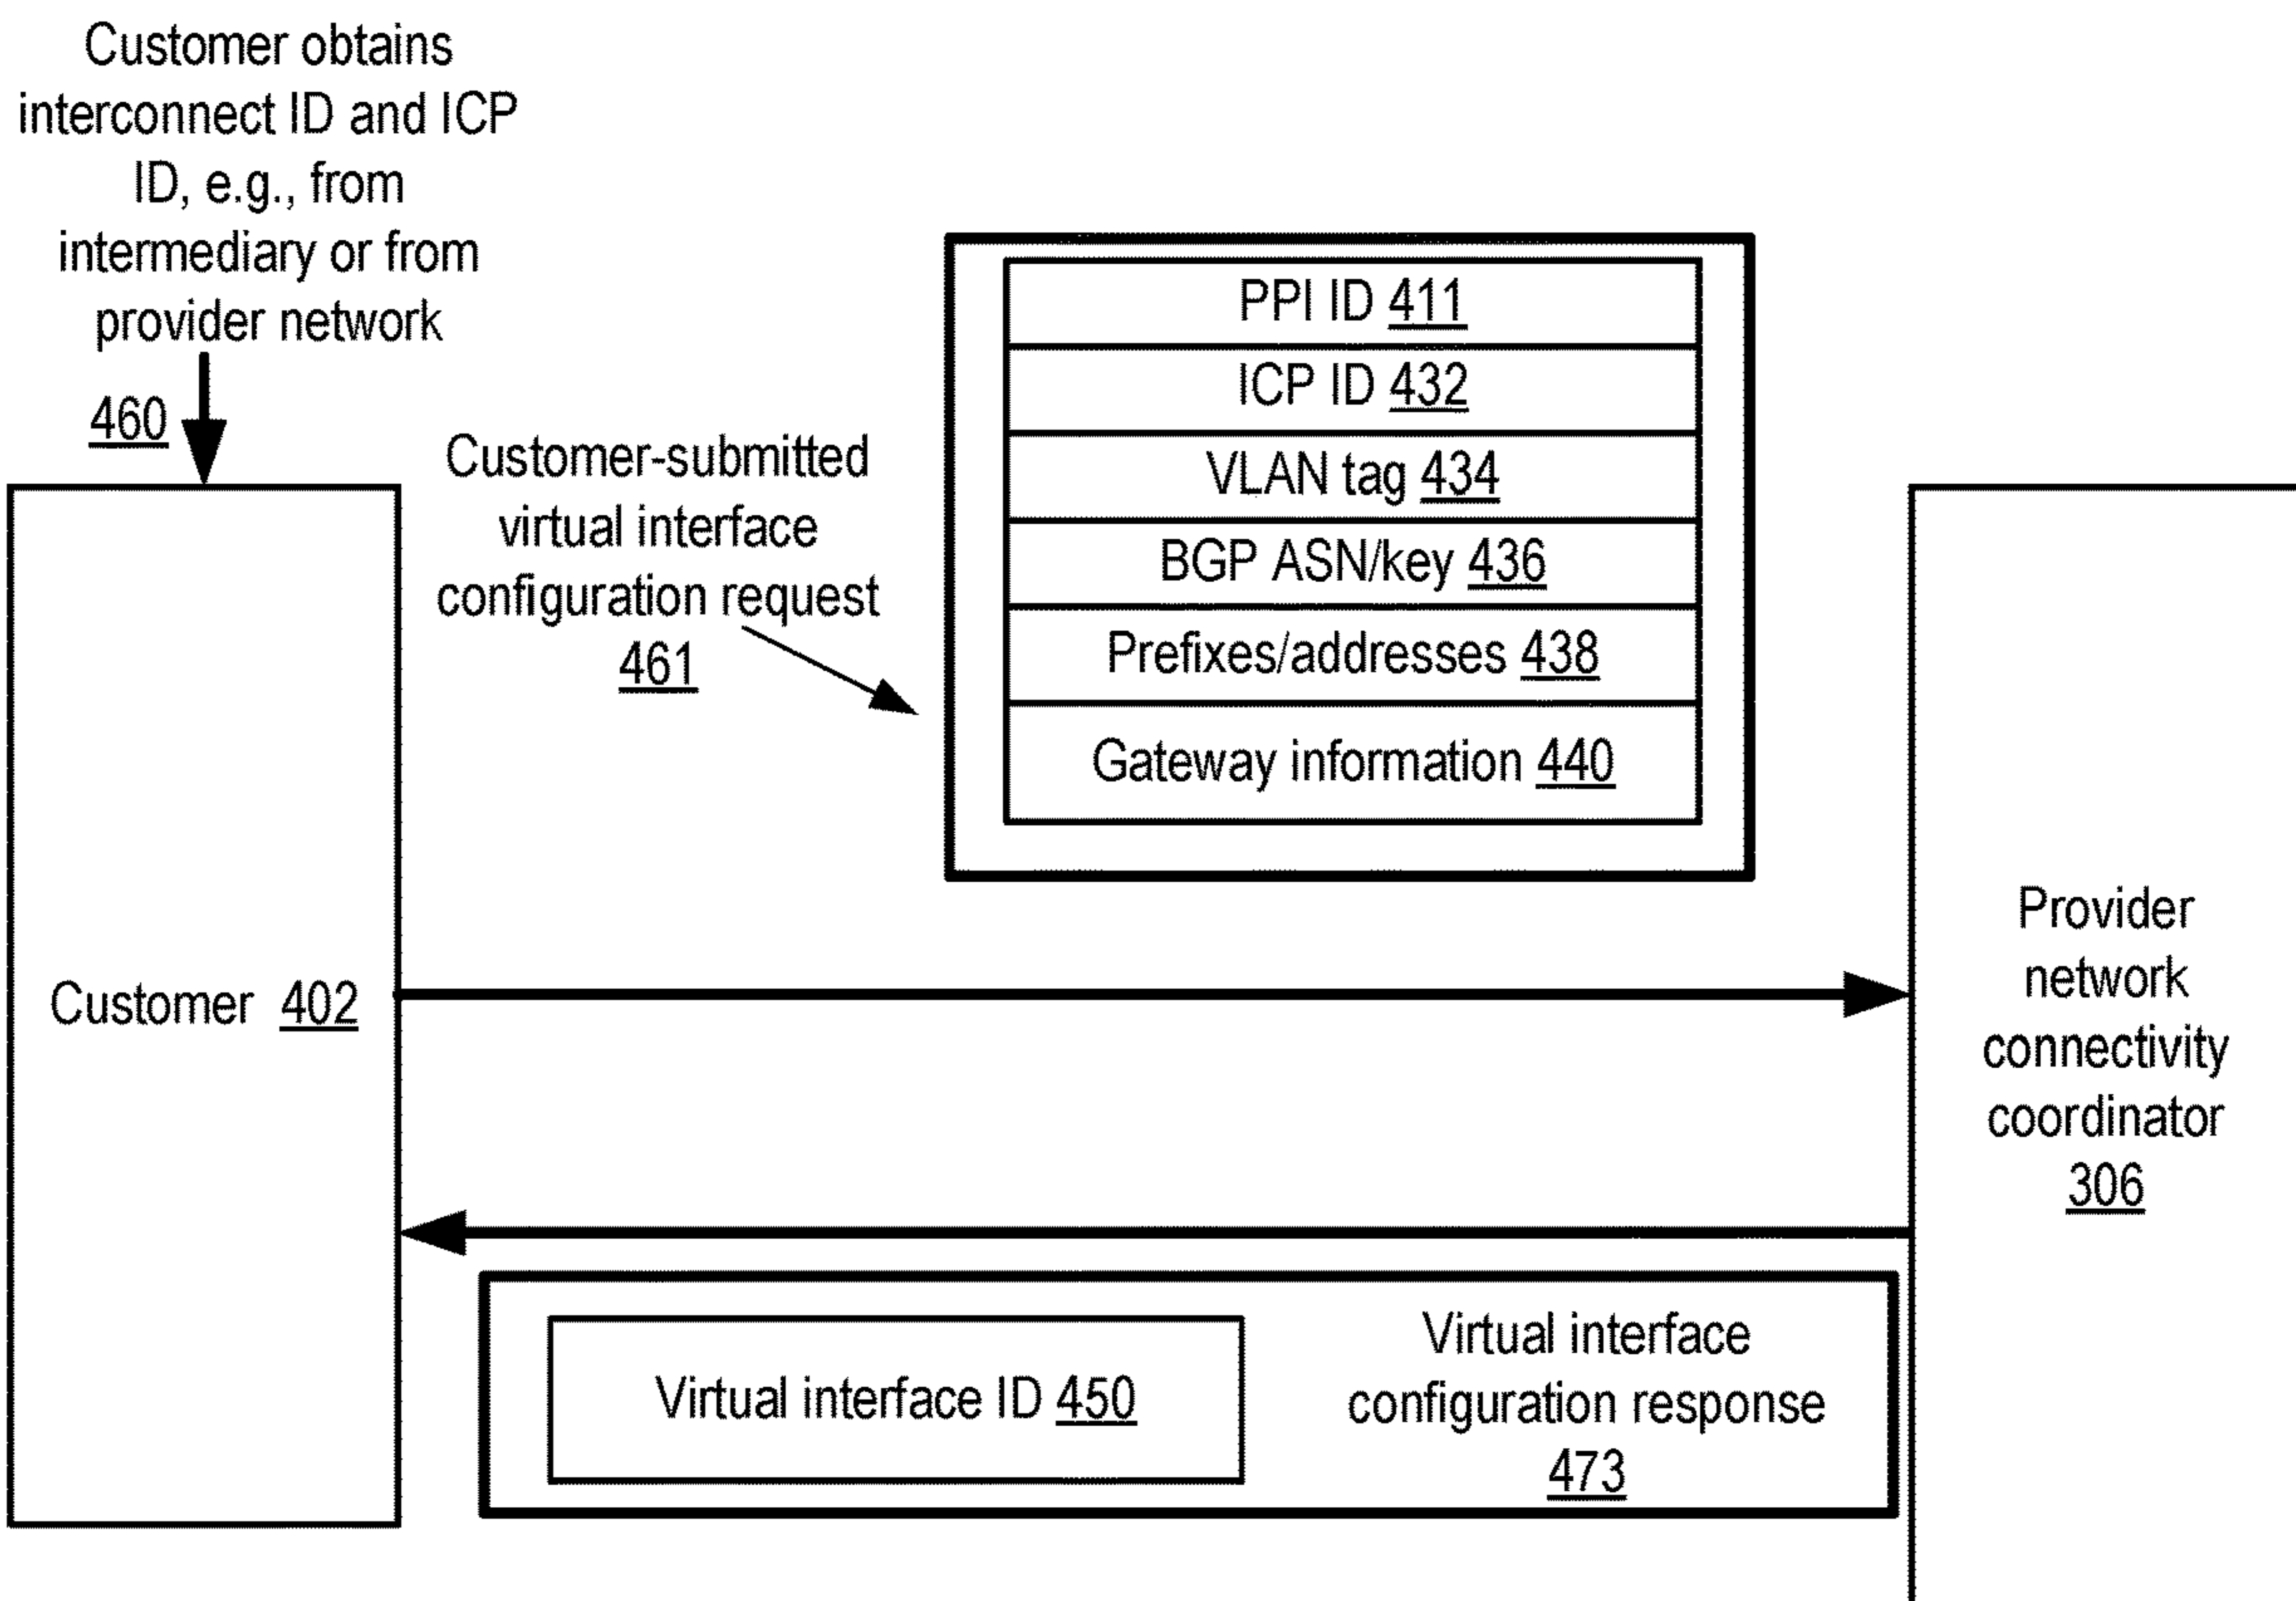 Customer obtains
interconnect ID and ICP
ID, e.g., from
intermediary or from
provider network
460
Customer 402
Customer-submitted
virtual interface
configuration request
461
PPI ID 411
ICP ID 432
VLAN tag 434
BGP ASN/key 436
Prefixes/addresses 438
Gateway information 440
Provider
network
connectivity
coordinator
306
Virtual interface ID 450
Virtual interface
configuration response
473